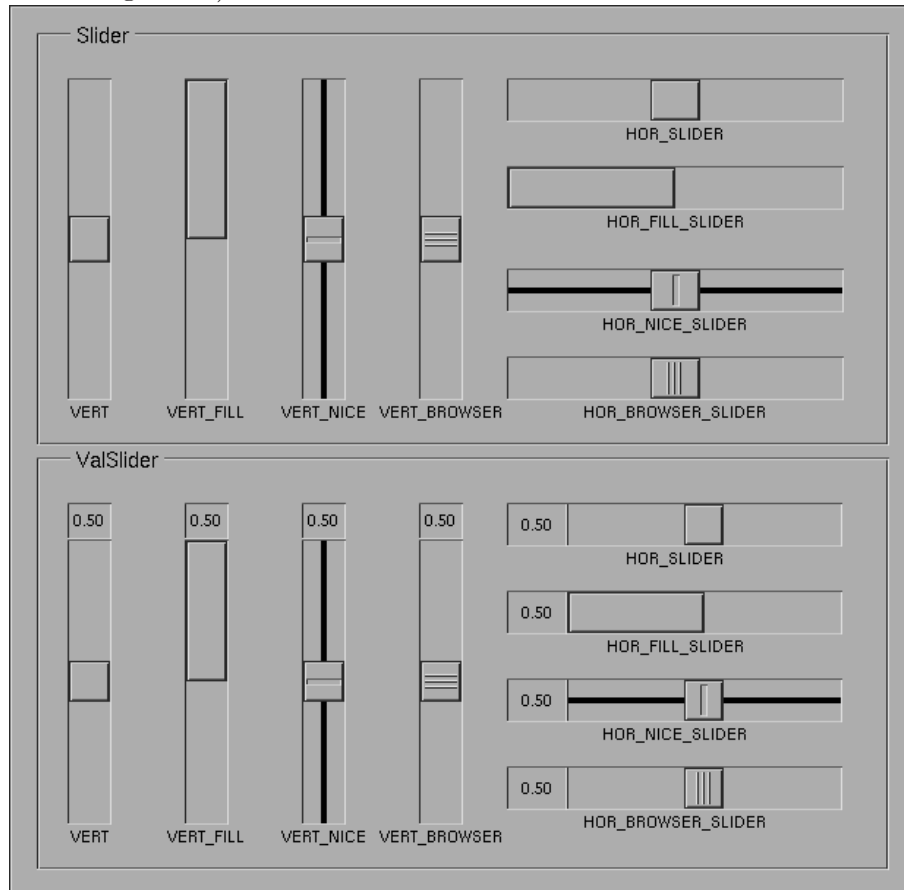 Slider
HOR_SLIDER
HOR_FILL_SLIDER
HOR_NICE_SLIDER
VERT VERT_FILL VERT_NICE VERT_BROWSER HOR_BROWSER_SLIDER
ValSlider
0.50 0.50 0.50 0.50 0.50
HOR_SLIDER
0.50
HOR_FILL_SLIDER
0.50
HOR_NICE_SLIDER
0.50
HOR_BROWSER_SLIDER
VERT VERT_FILL VERT_NICE VERT_BROWSER